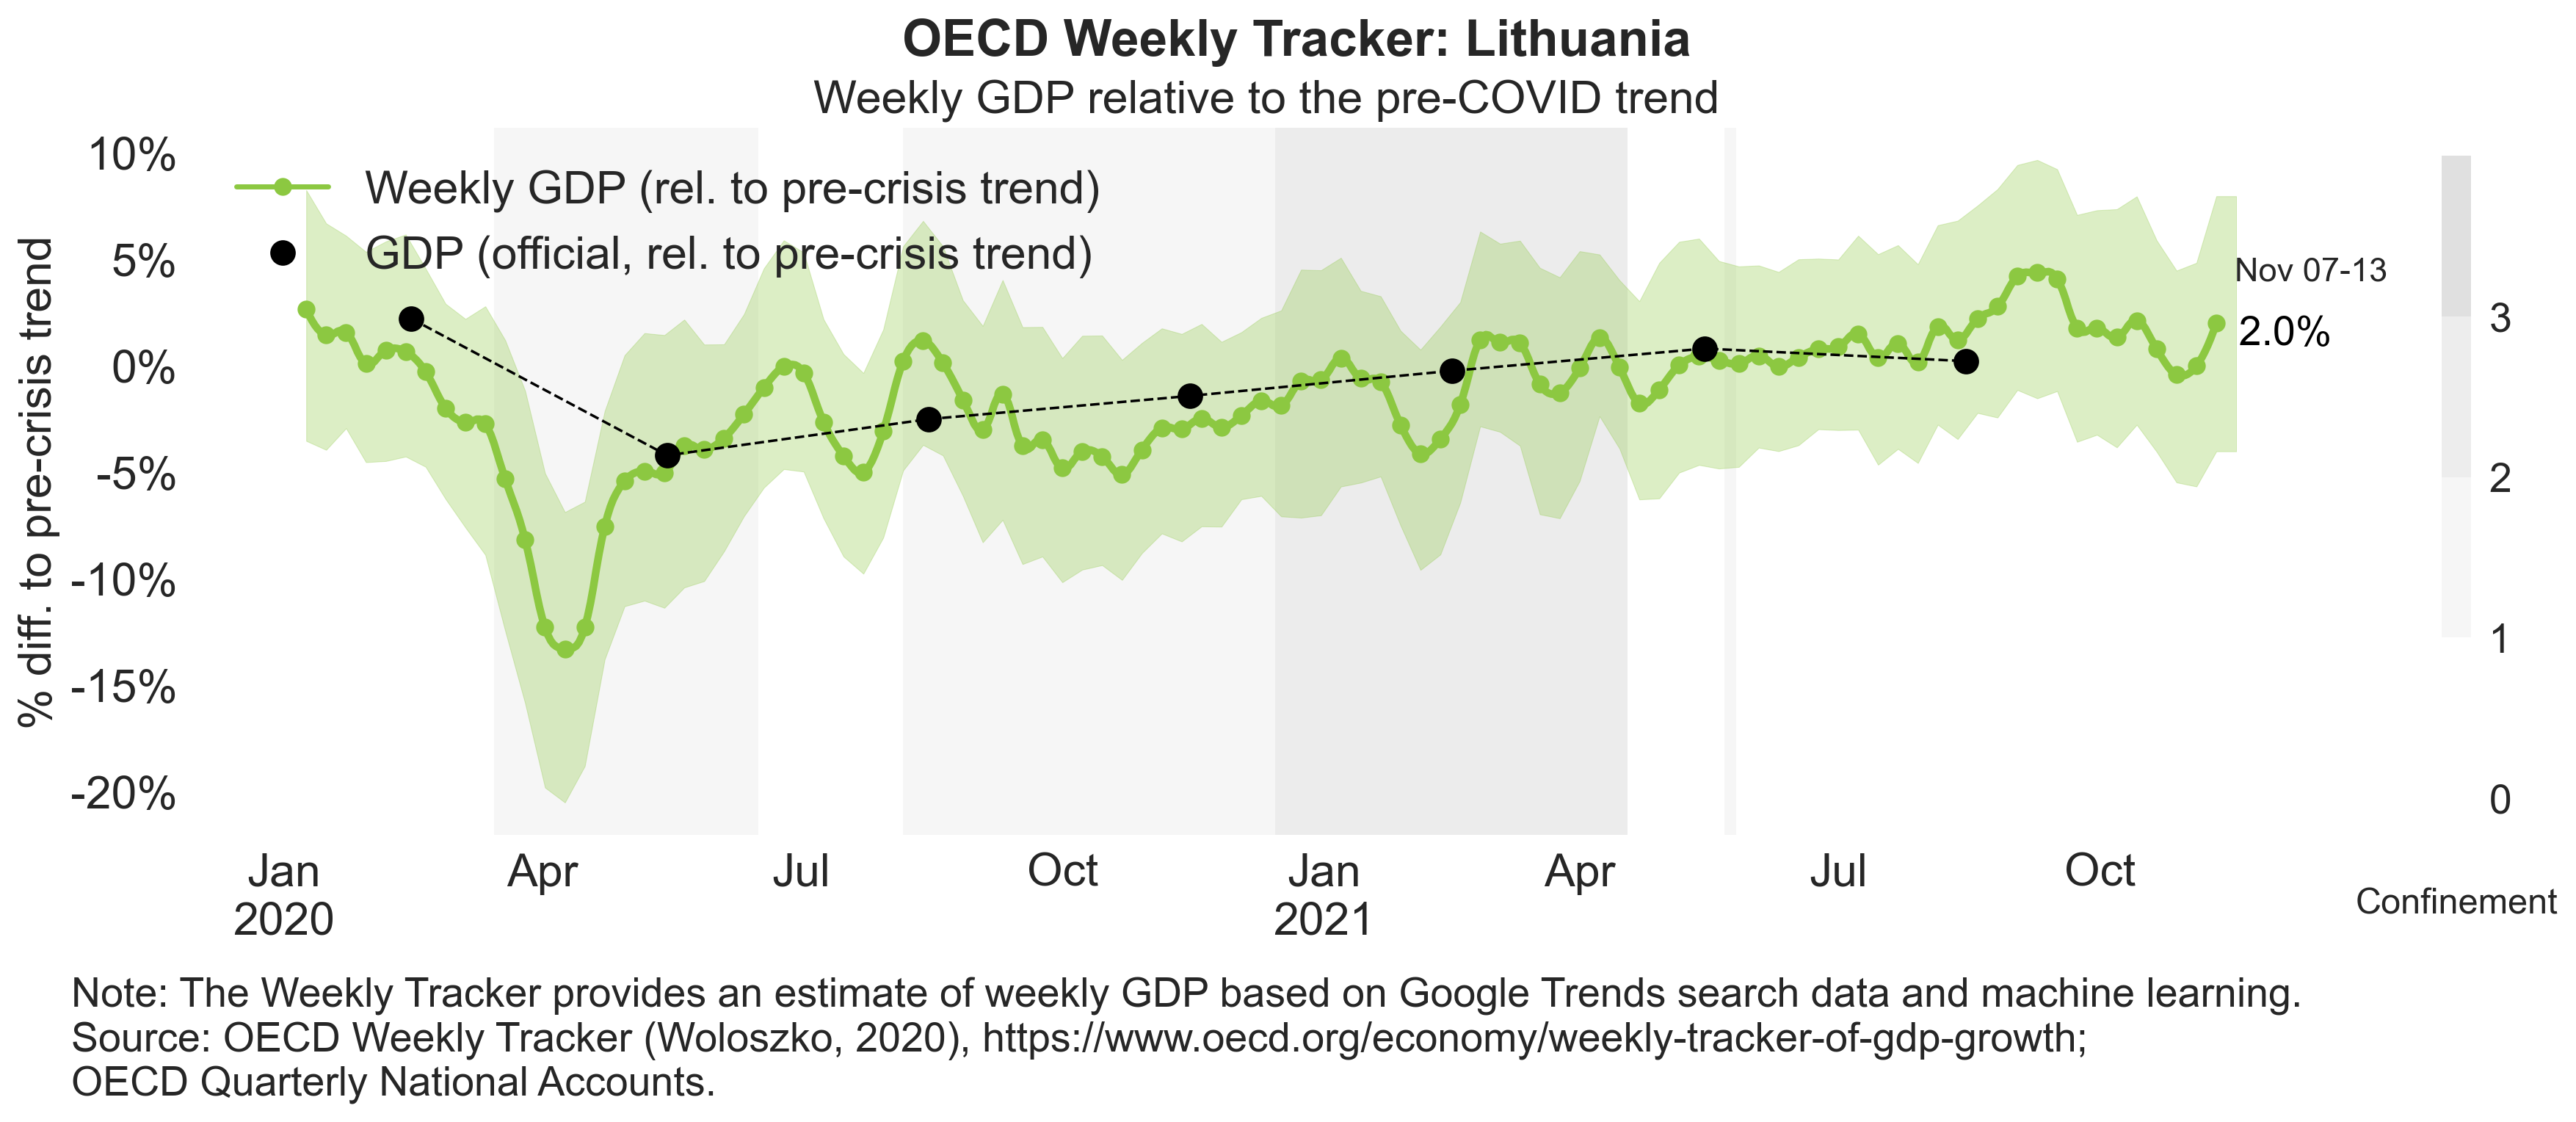 OECD Weekly Tracker: Lithuania
Weekly GDP relative to the pre-COVID trend
% diff. to pre-crisis trend
10%
5%
0%
-5%
-10%
-15%
-20%
Weekly GDP (rel. to pre-crisis trend)
GDP (official, rel. to pre-crisis trend)
Nov 07-13
2.0%
3
2
1
0
Confinement
Jan Apr Jul Oct Jan Apr Jul Oct
2020 2021
Note: The Weekly Tracker provides an estimate of weekly GDP based on Google Trends search data and machine learning.
Source: OECD Weekly Tracker (Woloszko, 2020), https://www.oecd.org/economy/weekly-tracker-of-gdp-growth;
OECD Quarterly National Accounts.